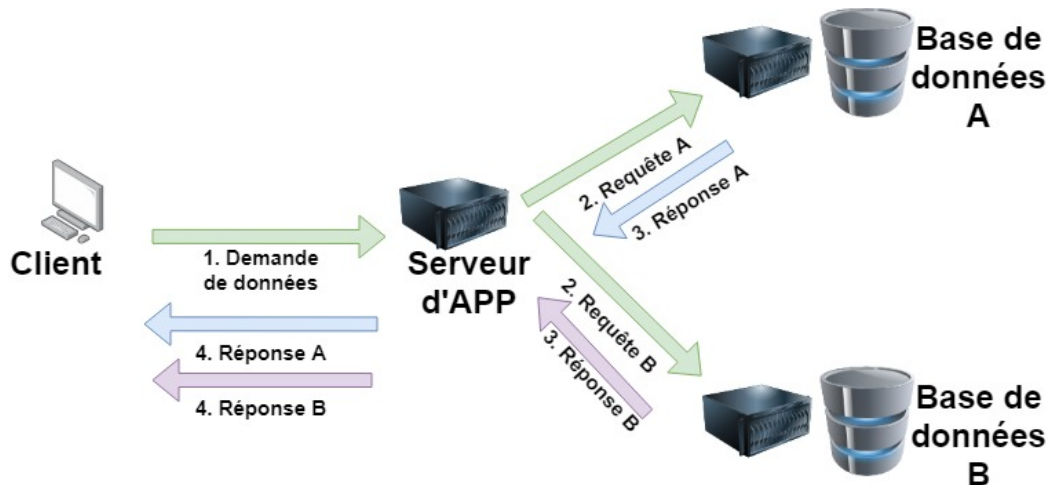 Base de
données
A
2. Requête A
3. Réponse A
Client
1. Demande
de données
Serveur
d'APP
2. Requête B
3. Réponse B
4. Réponse A
4. Réponse B
Base de
données
B